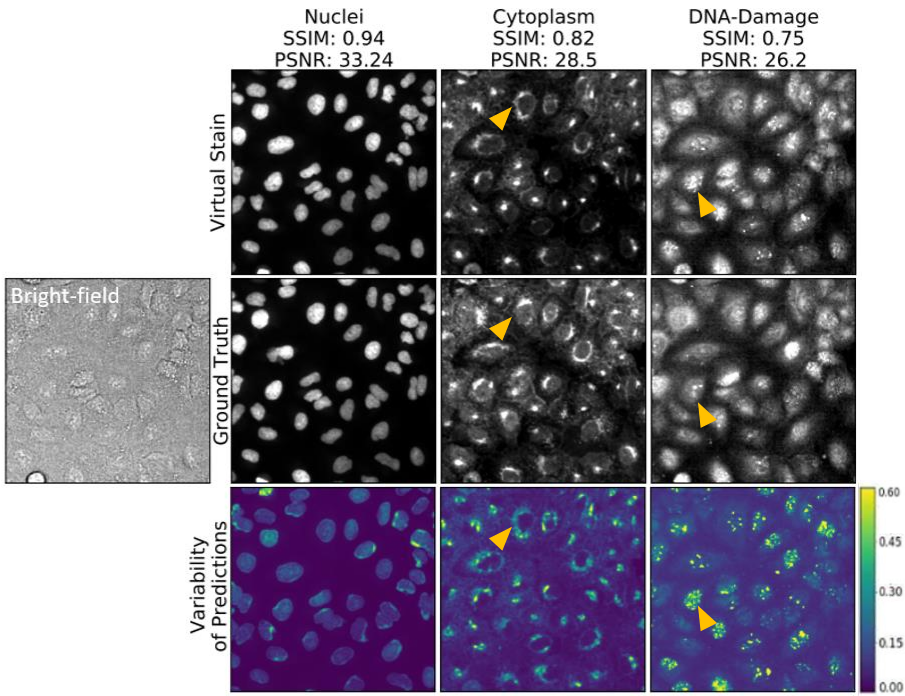 Nuclei
SSIM: 0.94
PSNR: 33.24
Cytoplasm
SSIM: 0.82
PSNR: 28.5
DNA-Damage
SSIM: 0.75
PSNR: 26.2
Virtual Stain
Bright-field
Ground Truth
Variability
of Predictions
0.60
0.45
0.30
0.15
0.00